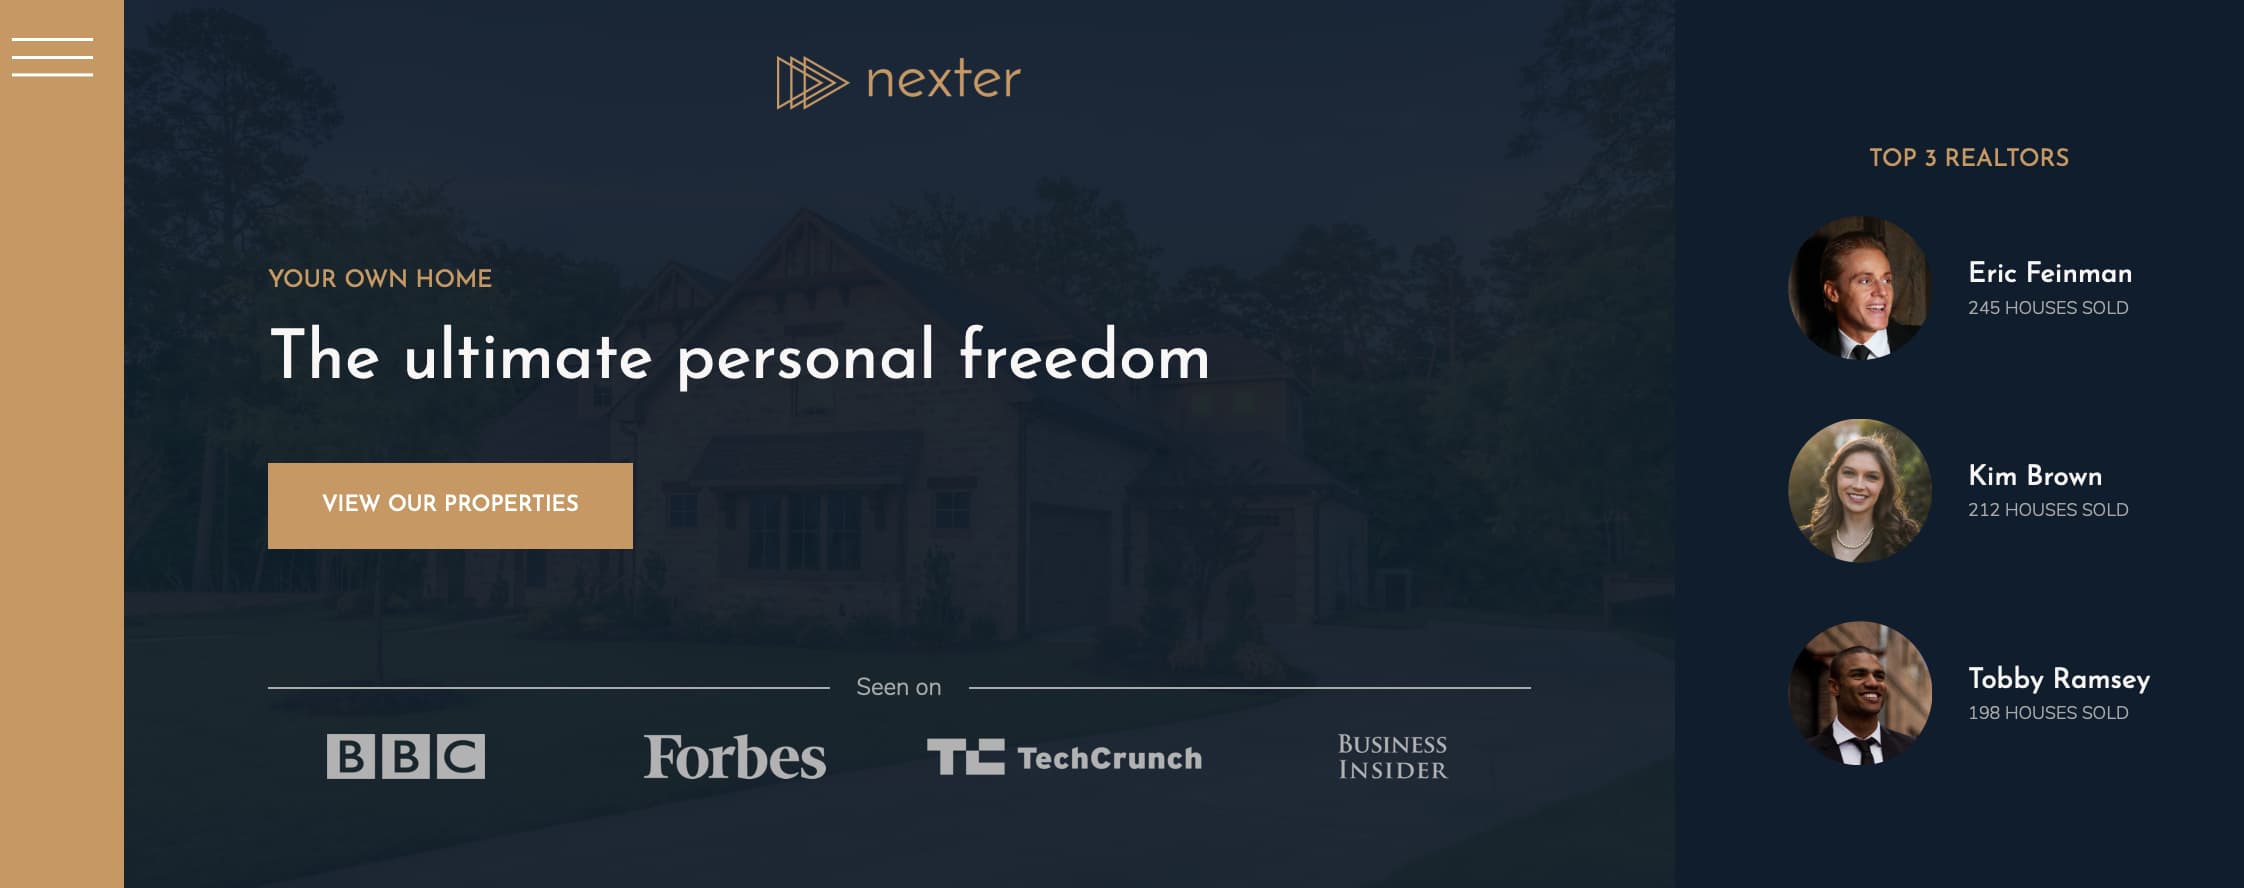 nexter
YOUR OWN HOME
The ultimate personal freedom
VIEW OUR PROPERTIES
Seen on
BBC
Forbes
TC TechCrunch
BUSINESS
INSIDER
TOP 3 REALTORS
Eric Feinman
245 HOUSES SOLD
Kim Brown
212 HOUSES SOLD
Tobby Ramsey
198 HOUSES SOLD